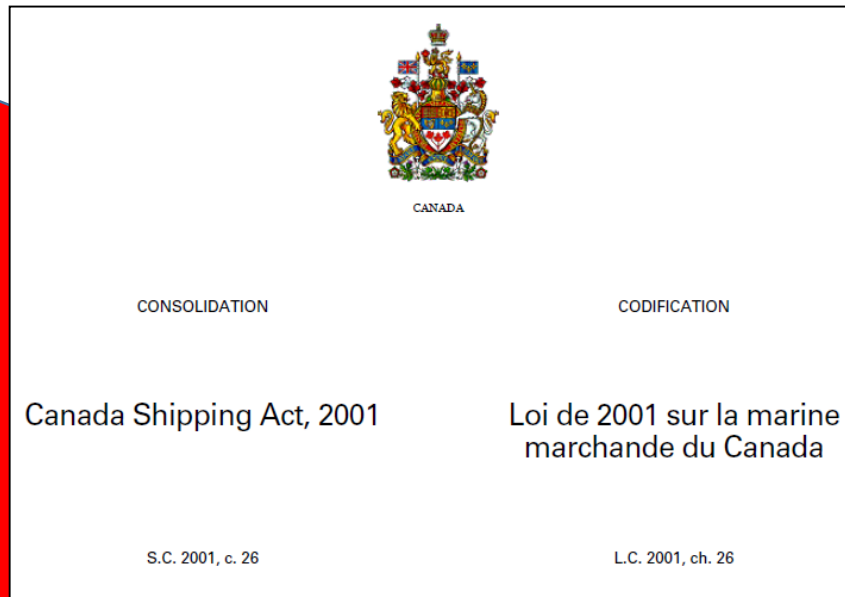 CANADA
CONSOLIDATION
CODIFICATION
Canada Shipping Act, 2001
Loi de 2001 sur la marine
marchande du Canada
S.C. 2001, c. 26
L.C. 2001, ch. 26